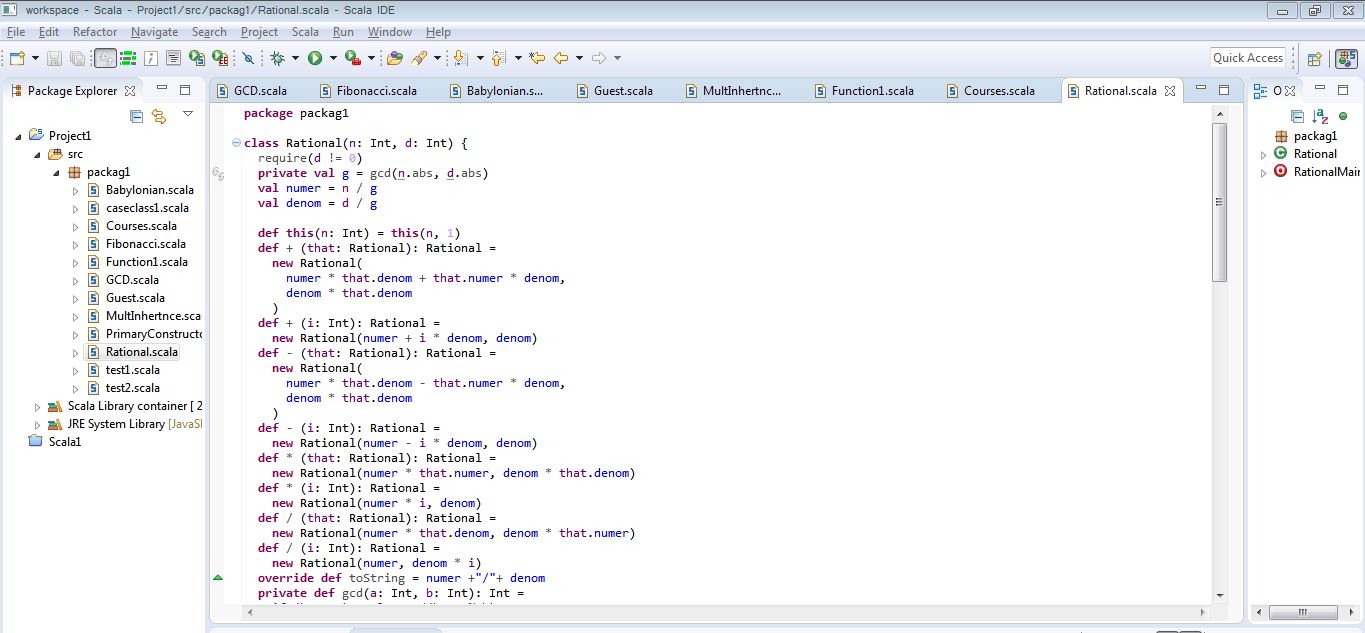 workspace - Scala - Project1/src/packag1/Rational.scala - Scala IDE
File Edit Refactor Navigate Search Project Scala Run Window Help
Quick Access
Package Explorer
Project1
src
packag1
Babylonian.scala
caseclass1.scala
Courses.scala
Fibonacci.scala
Function1.scala
GCD.scala
Guest.scala
MultInhertnce.sca
PrimaryConstructo
Rational.scala
test1.scala
test2.scala
Scala Library container [ 2
JRE System Library [JavaSI
Scala1
GCD.scala Fibonacci.scala Babylonian.s... Guest.scala MultInhertnc... Function1.scala Courses.scala Rational.scala
package packag1
class Rational(n: Int, d: Int) {
require(d != 0)
private val g = gcd(n.abs, d.abs)
val numer = n / g
val denom = d / g
def this(n: Int) = this(n, 1)
def + (that: Rational): Rational =
new Rational(
numer * that.denom + that.numer * denom,
denom * that.denom
)
def + (i: Int): Rational =
new Rational(numer + i * denom, denom)
def - (that: Rational): Rational =
new Rational(
numer * that.denom - that.numer * denom,
denom * that.denom
)
def - (i: Int): Rational =
new Rational(numer - i * denom, denom)
def * (that: Rational): Rational =
new Rational(numer * that.numer, denom * that.denom)
def * (i: Int): Rational =
new Rational(numer * i, denom)
def / (that: Rational): Rational =
new Rational(numer * that.denom, denom * that.numer)
def / (i: Int): Rational =
new Rational(numer, denom * i)
override def toString = numer +"/"+ denom
private def gcd(a: Int, b: Int): Int =
O
packag1
Rational
RationalMain